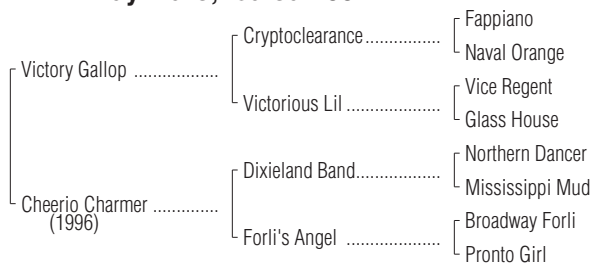 Cryptoclearance................ Fappiano
Naval Orange
Victory Gallop ..................
Victorious Lil .................... Vice Regent
Glass House
Dixieland Band.................. Northern Dancer
Mississippi Mud
Cheerio Charmer ..............
(1996)
Forli's Angel .................... Broadway Forli
Pronto Girl